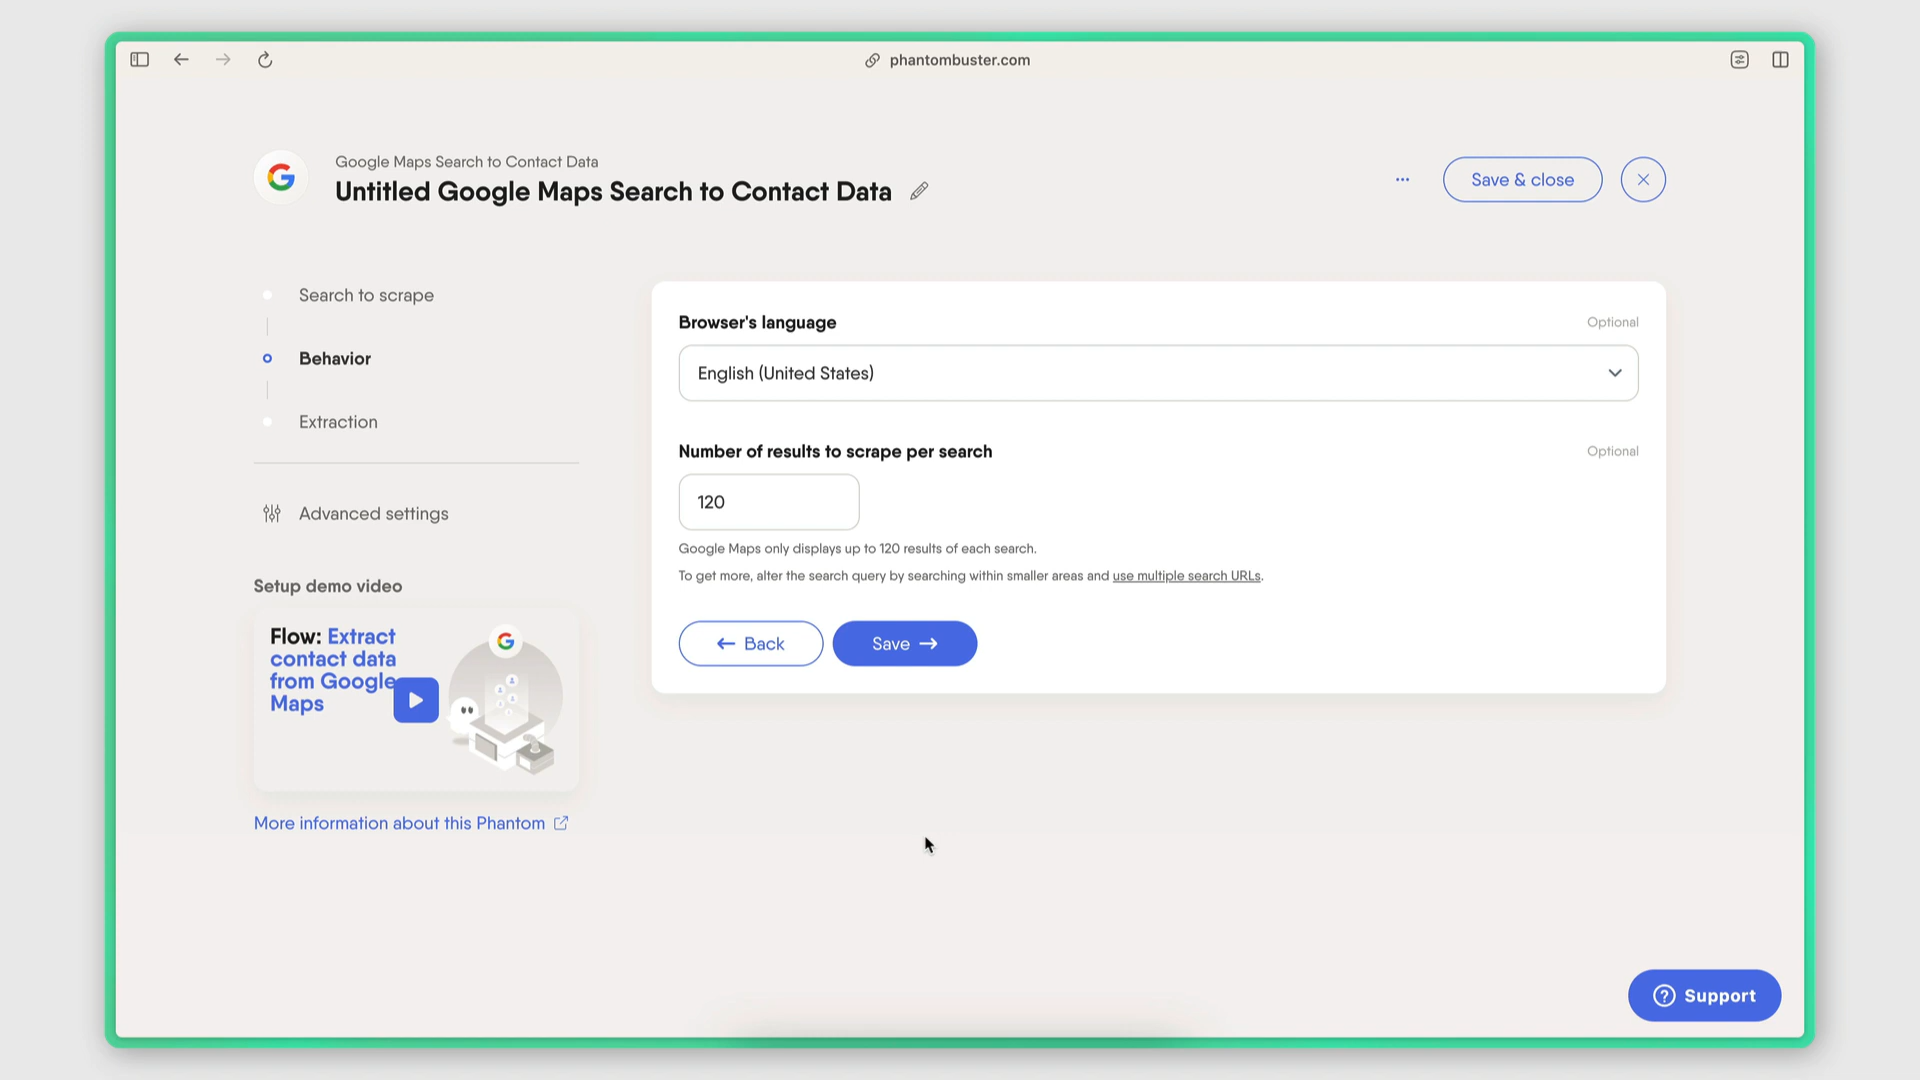 phantombuster.com
Google Maps Search to Contact Data
Untitled Google Maps Search to Contact Data
Save & close
Search to scrape
Behavior
Extraction
Advanced settings
Setup demo video
Flow: Extract
contact data
from Google
Maps
More information about this Phantom
Browser's language
Optional
English (United States)
Number of results to scrape per search
Optional
120
Google Maps only displays up to 120 results of each search.
To get more, alter the search query by searching within smaller areas and use multiple search URLs.
Back
Save
Support